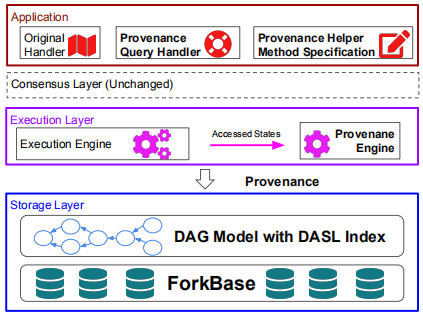 Application
Original
Handler
Provenance
Query Handler
Provenance Helper
Method Specification
Consensus Layer (Unchanged)
Execution Layer
Execution Engine
Accessed States
Provenane
Engine
Provenance
Storage Layer
DAG Model with DASL Index
ForkBase